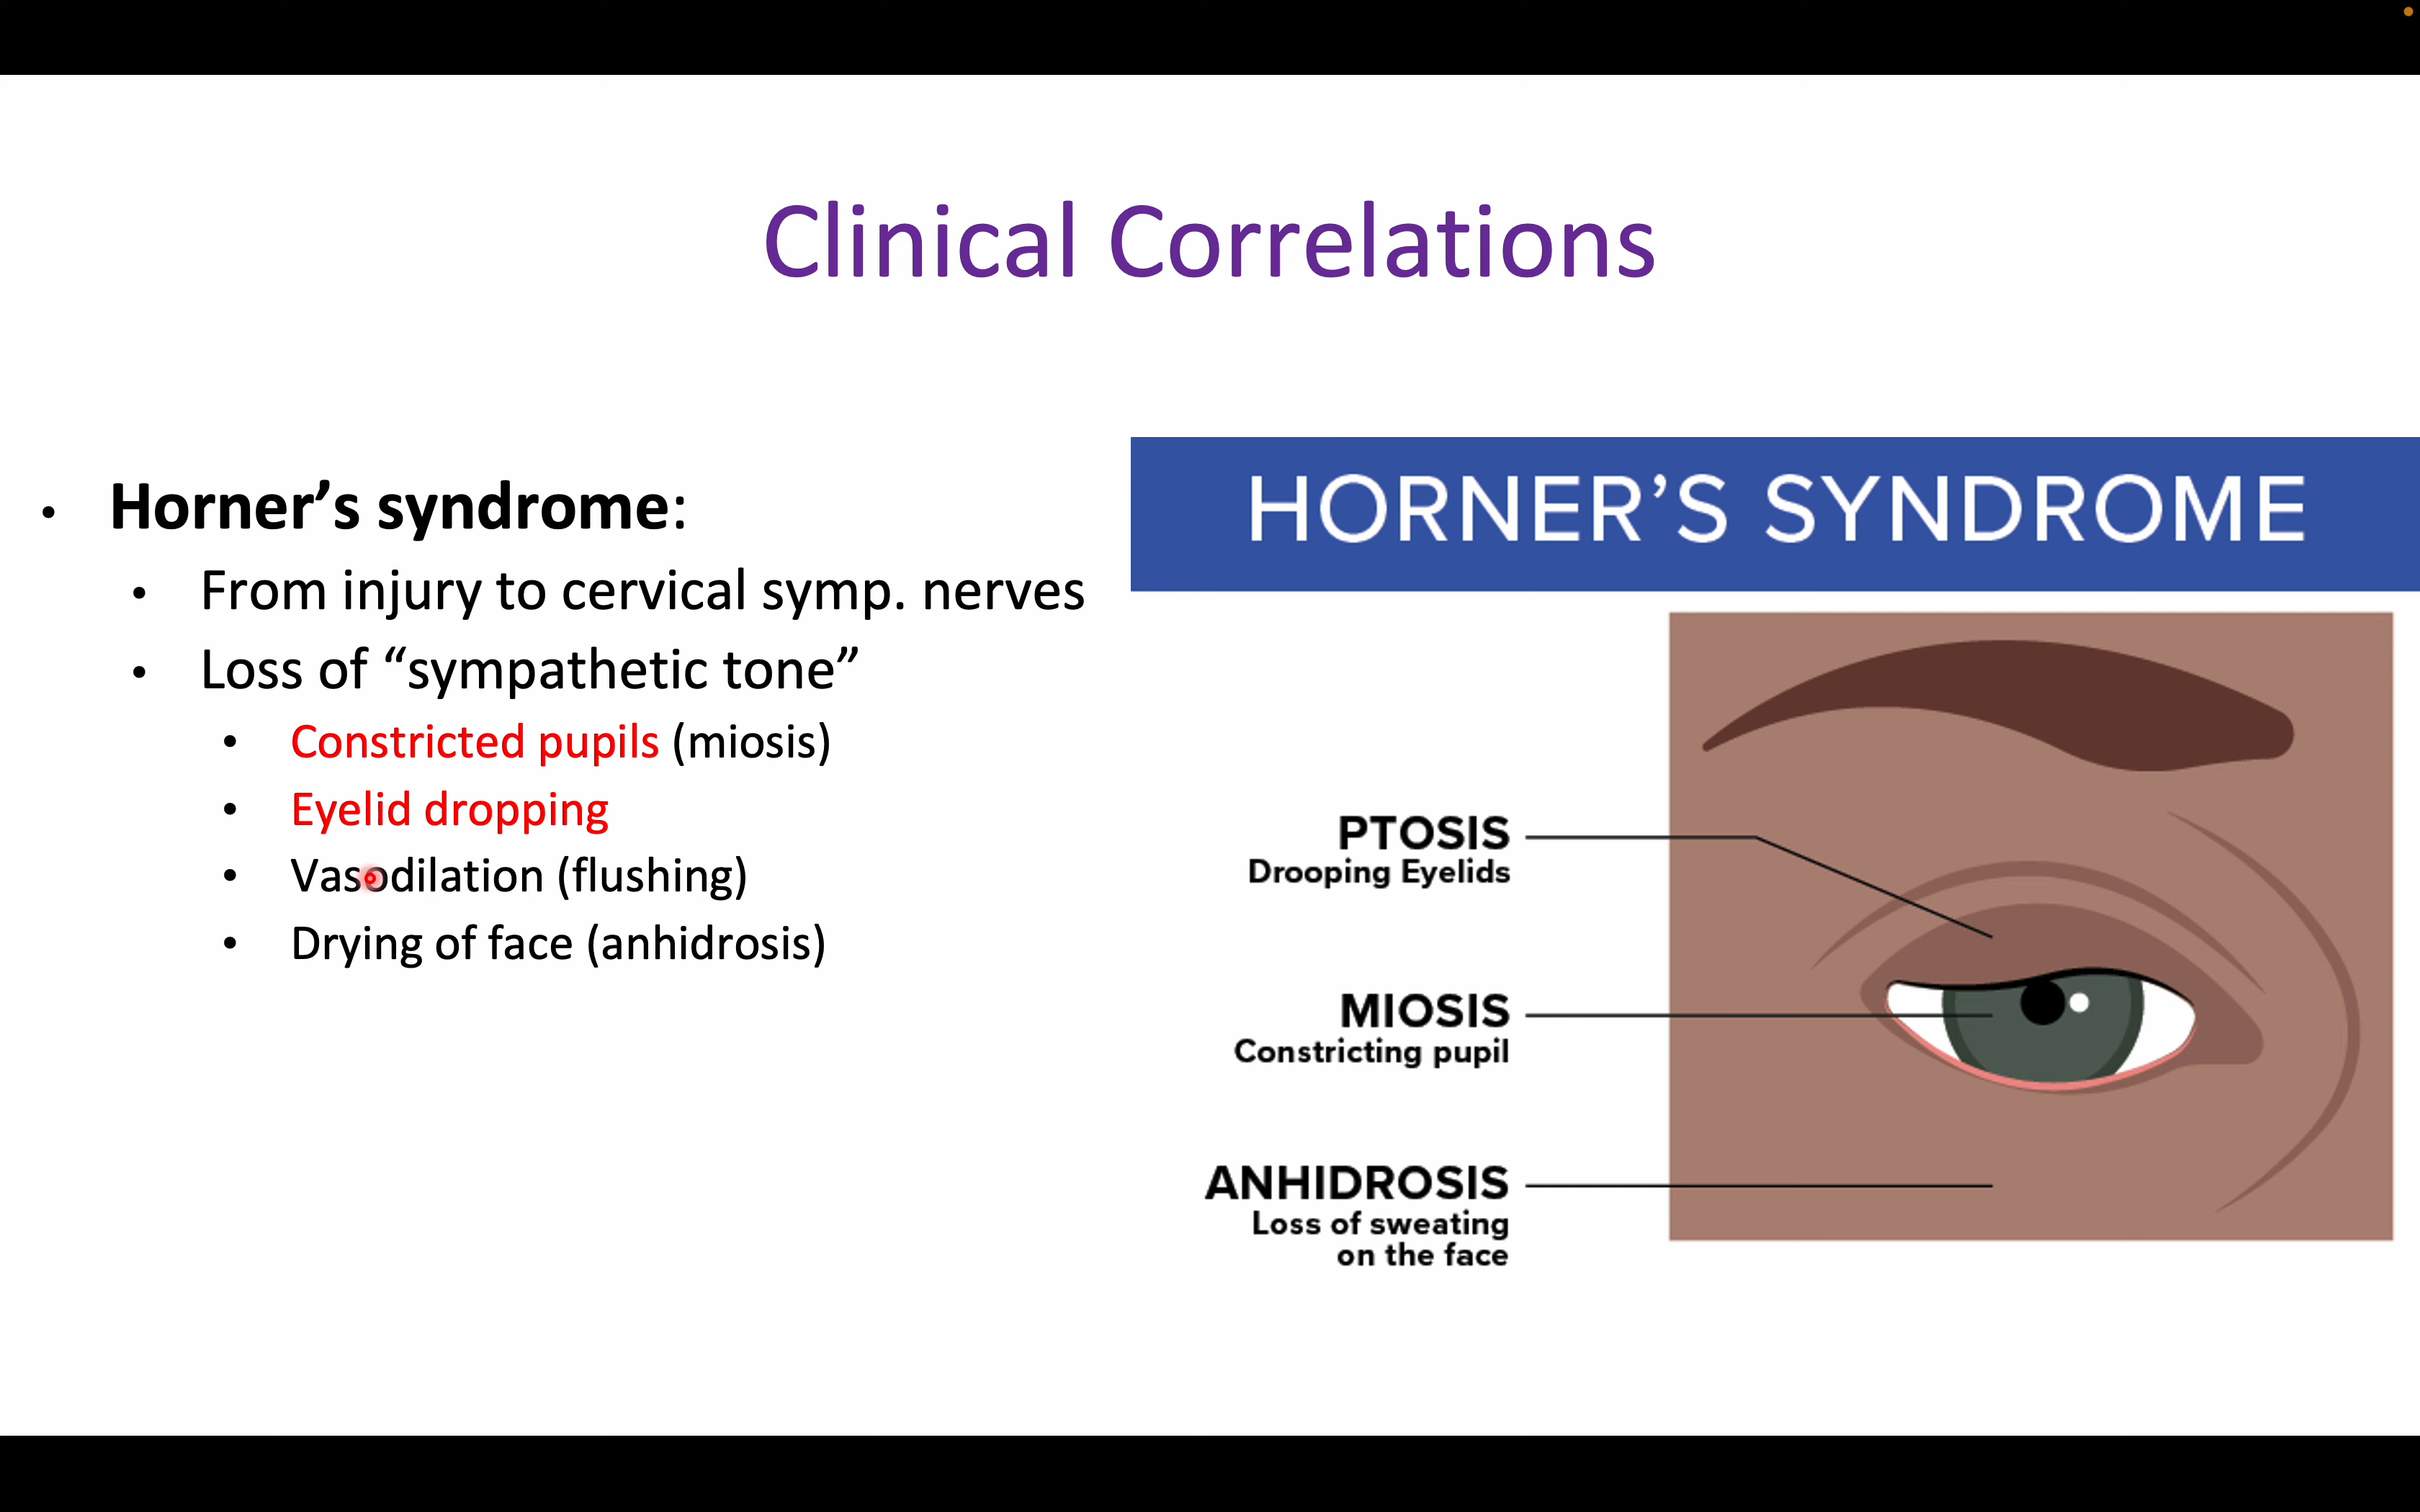 Clinical Correlations
• Horner’s syndrome:
• From injury to cervical symp. nerves
• Loss of “sympathetic tone”
• Constricted pupils (miosis)
• Eyelid dropping
• Vasodilation (flushing)
• Drying of face (anhidrosis)
HORNER’S SYNDROME
PTOSIS
Drooping Eyelids
MIOSIS
Constricting pupil
ANHIDROSIS
Loss of sweating
on the face